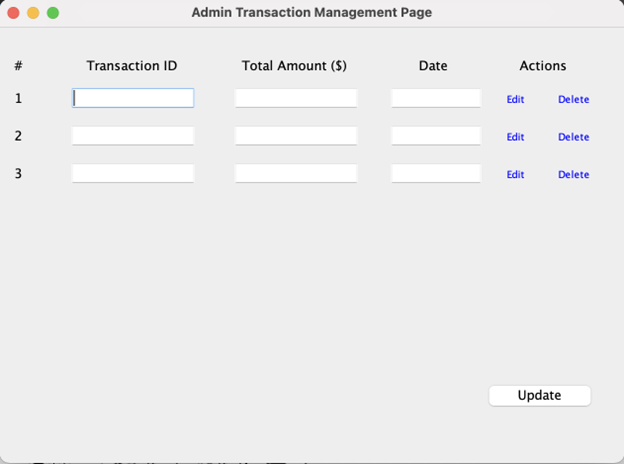 Admin Transaction Management Page
# Transaction ID Total Amount ($) Date Actions
1 Edit Delete
2 Edit Delete
3 Edit Delete
Update